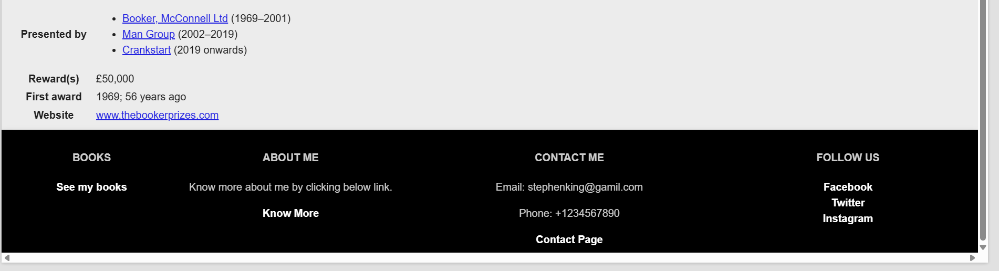 Presented by
• Booker, McConnell Ltd (1969–2001)
• Man Group (2002–2019)
• Crankstart (2019 onwards)
Reward(s) £50,000
First award 1969; 56 years ago
Website www.thebookerprizes.com
BOOKS
See my books
ABOUT ME
Know more about me by clicking below link.
Know More
CONTACT ME
Email: stephenking@gamil.com
Phone: +1234567890
Contact Page
FOLLOW US
Facebook
Twitter
Instagram